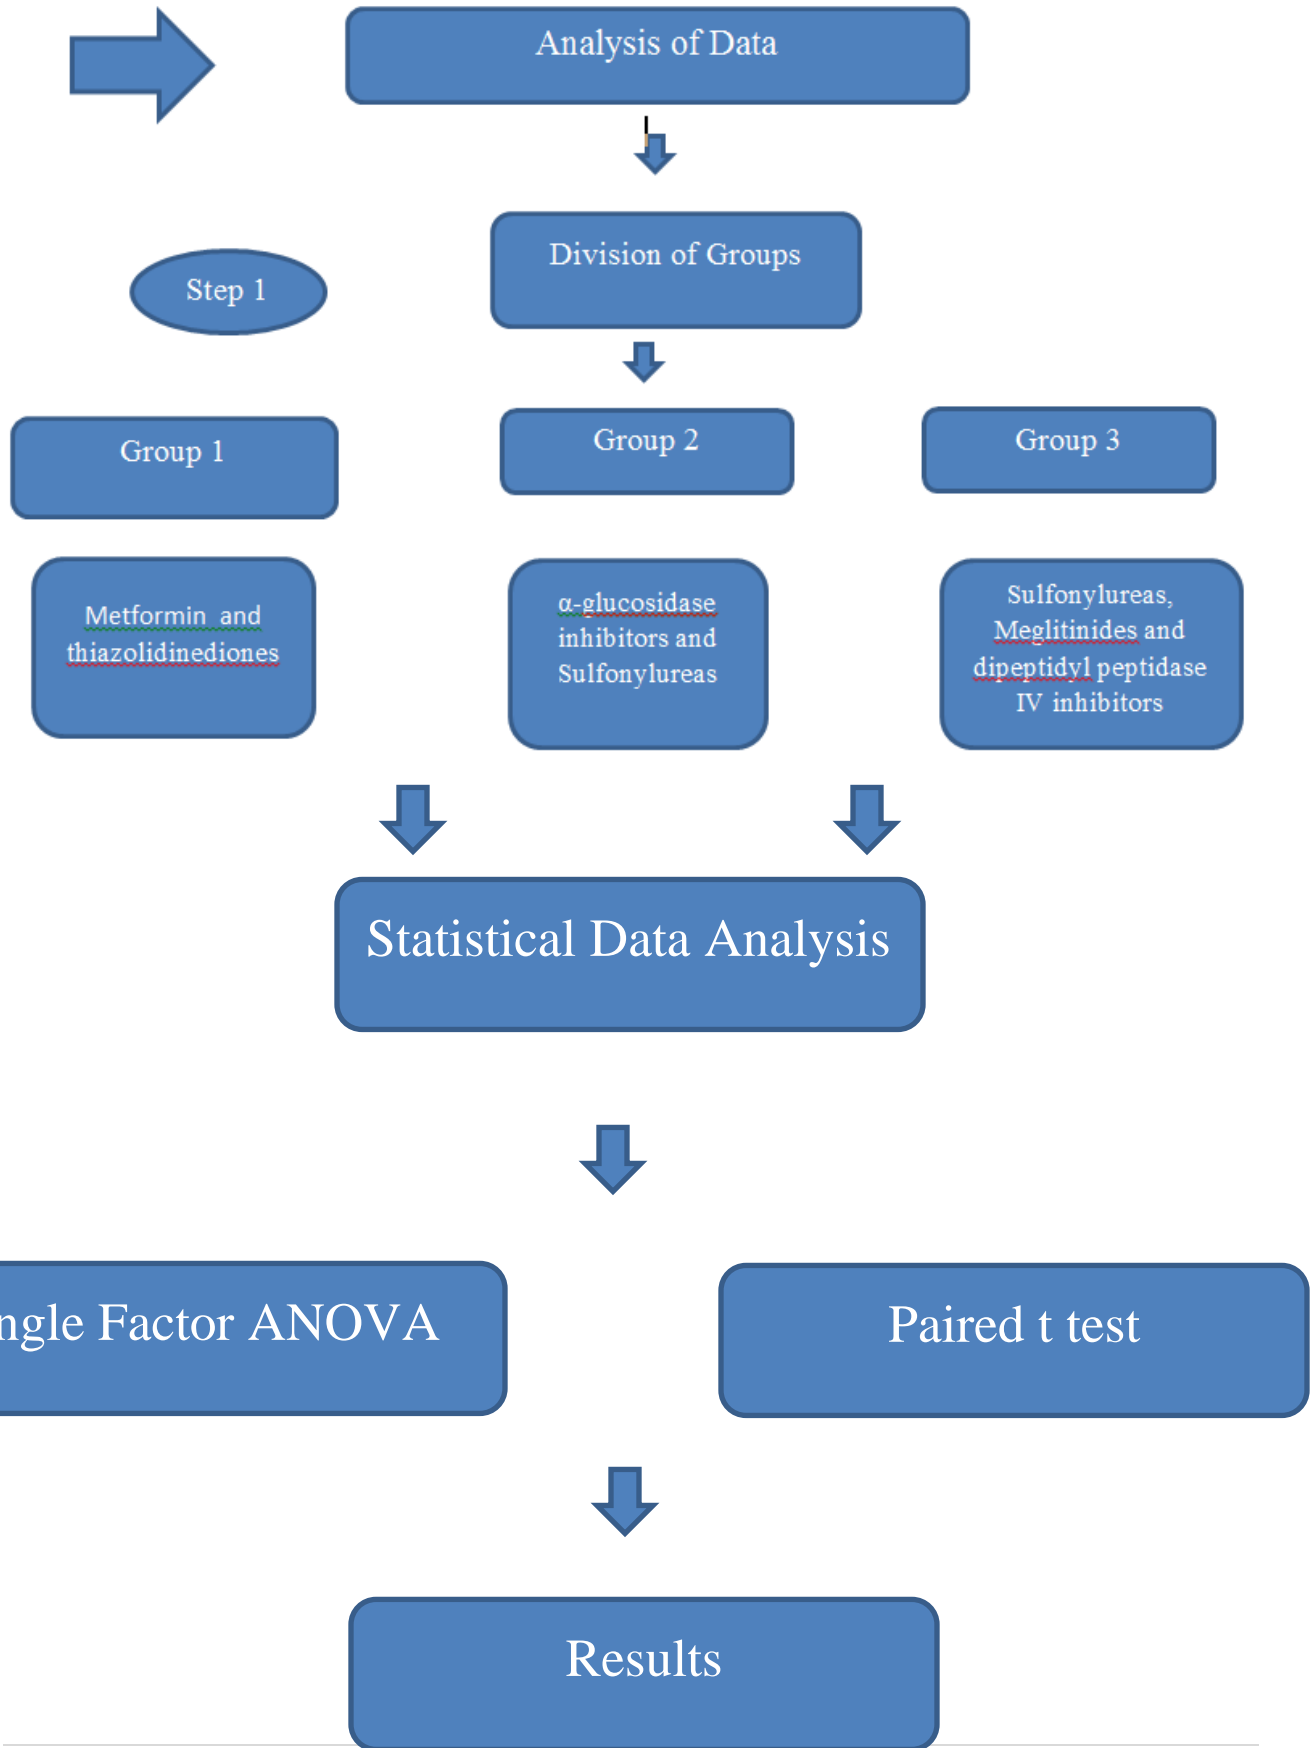 Analysis of Data
Division of Groups
Step 1
Group 1
Group 2
Group 3
Metformin and
thiazolidinediones
α-glucosidase
inhibitors and
Sulfonylureas
Sulfonylureas,
Meglitinides and
dipeptidyl peptidase
IV inhibitors
Statistical Data Analysis
ngle Factor ANOVA
Paired t test
Results